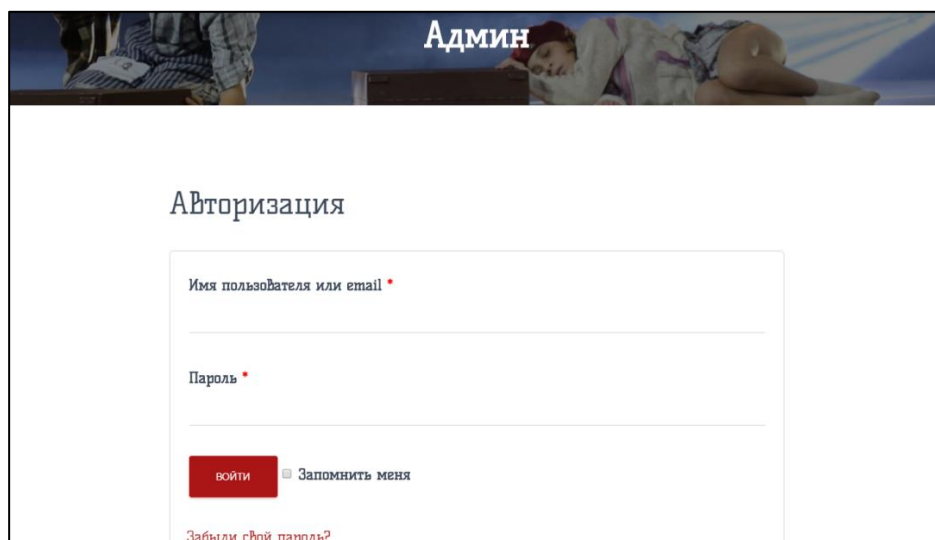 Админ
Авторизация
Имя пользователя или email *
Пароль *
ВОЙТИ
Запомнить меня
Забыли свой пароль?